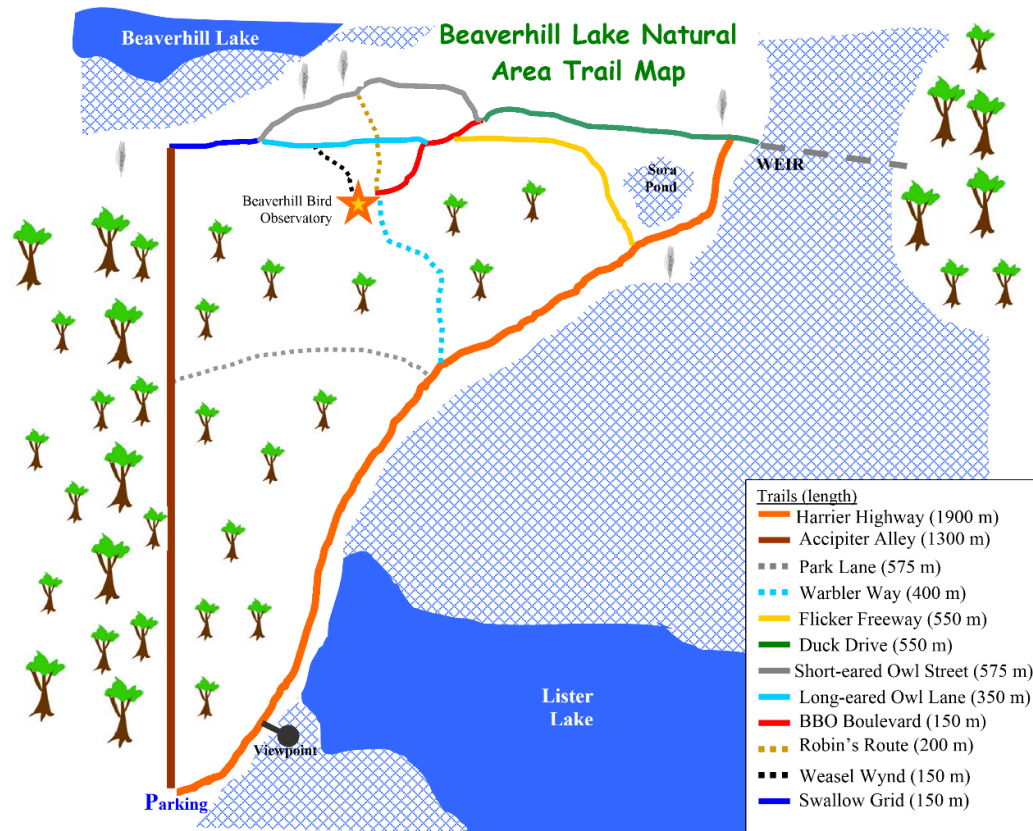 Beaverhill Lake
Beaverhill Lake Natural
Area Trail Map
WEIR
Sora
Pond
Beaverhill Bird
Observatory
Lister
Lake
Viewpoint
Parking
Trails (length)
Harrier Highway (1900 m)
Accipiter Alley (1300 m)
Park Lane (575 m)
Warbler Way (400 m)
Flicker Freeway (550 m)
Duck Drive (550 m)
Short-eared Owl Street (575 m)
Long-eared Owl Lane (350 m)
BBO Boulevard (150 m)
Robin's Route (200 m)
Weasel Wynd (150 m)
Swallow Grid (150 m)